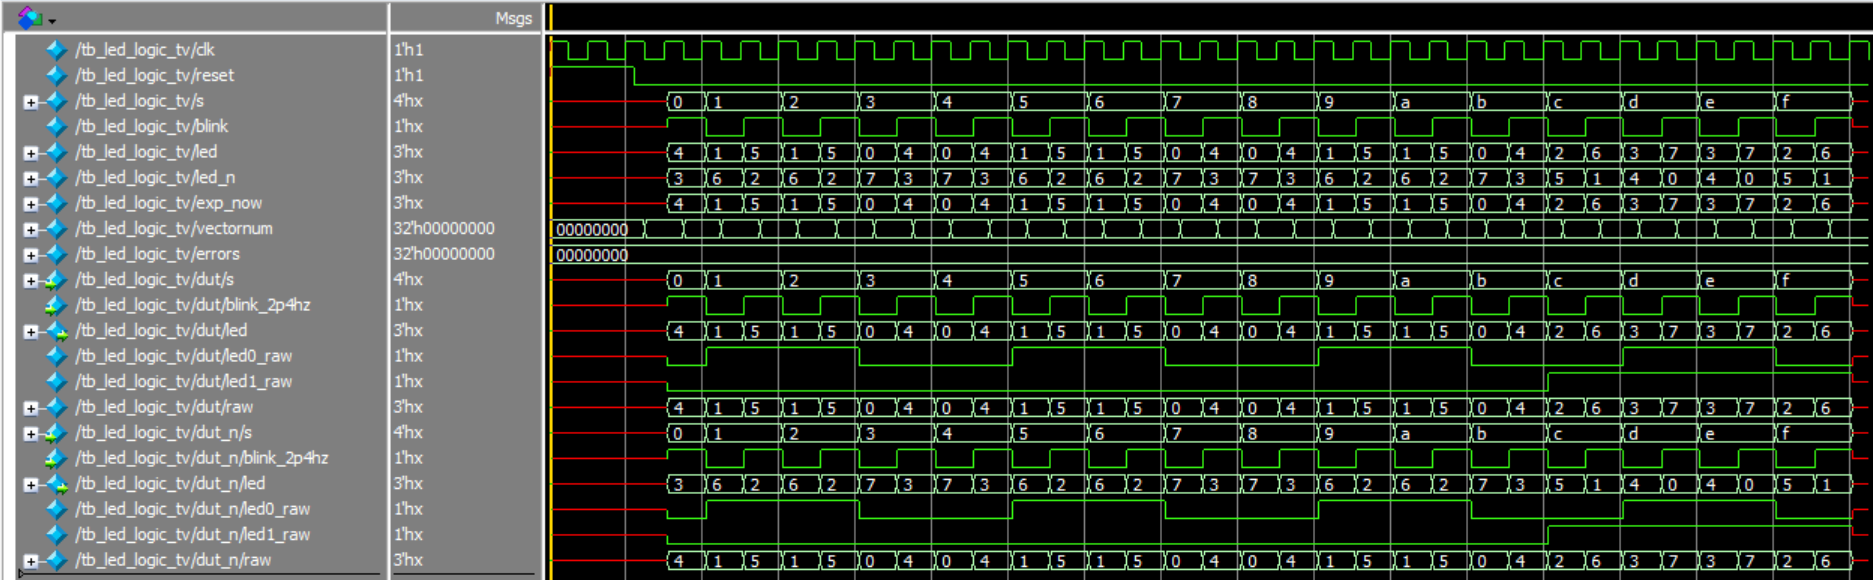 Msgs
/tb_led_logic_tv/clk 1'h1
/tb_led_logic_tv/reset 1'h1
/tb_led_logic_tv/s 4'hx 0 1 2 3 4 5 6 7 8 9 a b c d e f
/tb_led_logic_tv/blink 1'hx
/tb_led_logic_tv/led 3'hx 4 1 5 1 5 0 4 0 4 1 5 1 5 0 4 0 4 1 5 1 5 0 4 2 6 3 7 3 7 2 6
/tb_led_logic_tv/led_n 3'hx 3 6 2 6 2 7 3 7 3 6 2 6 2 7 3 7 3 6 2 6 2 7 3 5 1 4 0 4 0 5 1
/tb_led_logic_tv/exp_now 3'hx 4 1 5 1 5 0 4 0 4 1 5 1 5 0 4 0 4 1 5 1 5 0 4 2 6 3 7 3 7 2 6
/tb_led_logic_tv/vectornum 32'h00000000 00000000
/tb_led_logic_tv/errors 32'h00000000 00000000
/tb_led_logic_tv/dut/s 4'hx 0 1 2 3 4 5 6 7 8 9 a b c d e f
/tb_led_logic_tv/dut/blink_2p4hz 1'hx
/tb_led_logic_tv/dut/led 3'hx 4 1 5 1 5 0 4 0 4 1 5 1 5 0 4 0 4 1 5 1 5 0 4 2 6 3 7 3 7 2 6
/tb_led_logic_tv/dut/led0_raw 1'hx
/tb_led_logic_tv/dut/led1_raw 1'hx
/tb_led_logic_tv/dut/raw 3'hx 4 1 5 1 5 0 4 0 4 1 5 1 5 0 4 0 4 1 5 1 5 0 4 2 6 3 7 3 7 2 6
/tb_led_logic_tv/dut_n/s 4'hx 0 1 2 3 4 5 6 7 8 9 a b c d e f
/tb_led_logic_tv/dut_n/blink_2p4hz 1'hx
/tb_led_logic_tv/dut_n/led 3'hx 3 6 2 6 2 7 3 7 3 6 2 6 2 7 3 7 3 6 2 6 2 7 3 5 1 4 0 4 0 5 1
/tb_led_logic_tv/dut_n/led0_raw 1'hx
/tb_led_logic_tv/dut_n/led1_raw 1'hx
/tb_led_logic_tv/dut_n/raw 3'hx 4 1 5 1 5 0 4 0 4 1 5 1 5 0 4 0 4 1 5 1 5 0 4 2 6 3 7 3 7 2 6